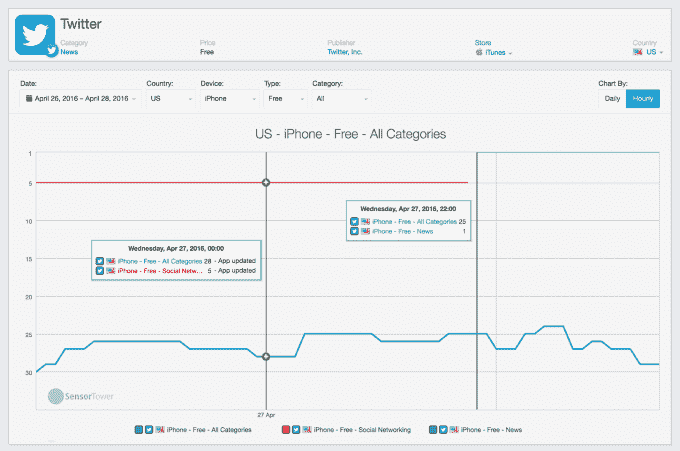 Twitter
Category Price Publisher Store Country
News Free Twitter, Inc. iTunes US
Date: Country: Device: Type: Category: Chart By:
April 26, 2016 – April 28, 2016 US iPhone Free All Daily Hourly
US - iPhone - Free - All Categories
1
5
10
15
20
25
30
Wednesday, Apr 27, 2016, 22:00
iPhone - Free - All Categories 25
iPhone - Free - News 1
Wednesday, Apr 27, 2016, 00:00
iPhone - Free - All Categories 28 - App updated
iPhone - Free - Social Netw... 5 - App updated
SensorTower
27 Apr
iPhone - Free - All Categories iPhone - Free - Social Networking iPhone - Free - News